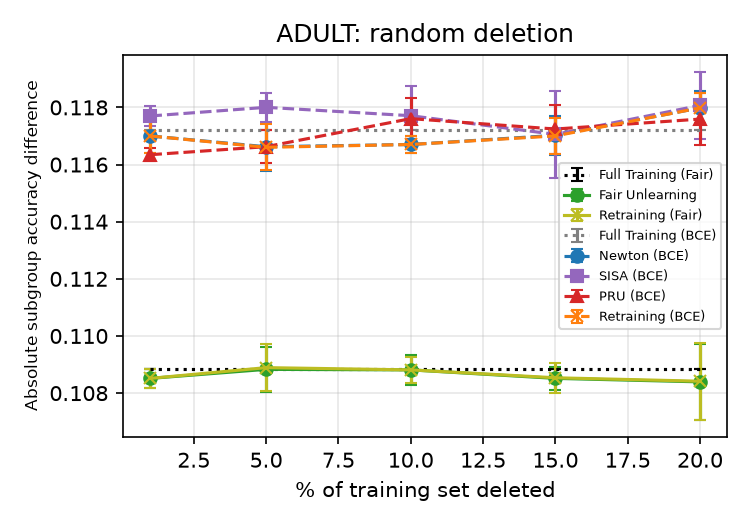 ADULT: random deletion
Absolute subgroup accuracy difference
0.118
0.116
0.114
0.112
0.110
0.108
Full Training (Fair)
Fair Unlearning
Retraining (Fair)
Full Training (BCE)
Newton (BCE)
SISA (BCE)
PRU (BCE)
Retraining (BCE)
2.5 5.0 7.5 10.0 12.5 15.0 17.5 20.0
% of training set deleted